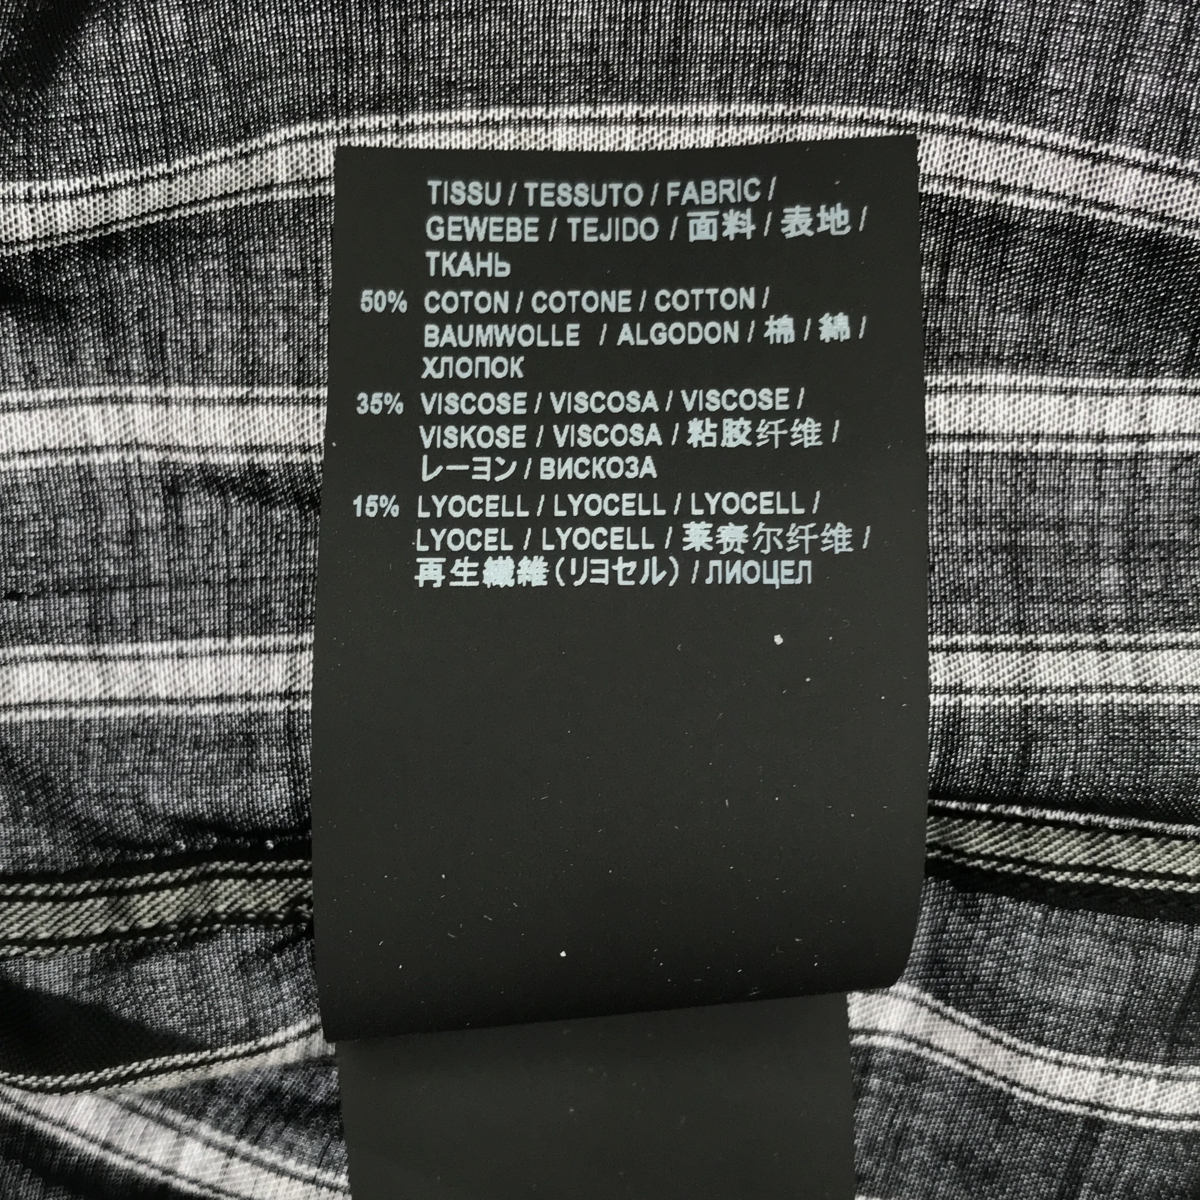 TISSU / TESSUTO / FABRIC /
GEWEBE / TEJIDO / 面料 / 表地 /
ТКАНЬ
50% COTON / COTONE / COTTON /
BAUMWOLLE / ALGODON / 棉 / 綿 /
ХЛОПОК
35% VISCOSE / VISCOSA / VISCOSE /
VISKOSE / VISCOSA / 粘胶纤维 /
レーヨン / ВИСКОЗА
15% LYOCELL / LYOCELL / LYOCELL /
LYOCEL / LYOCELL / 莱赛尔纤维 /
再生繊維(リヨセル) / ЛИОЦЕЛ